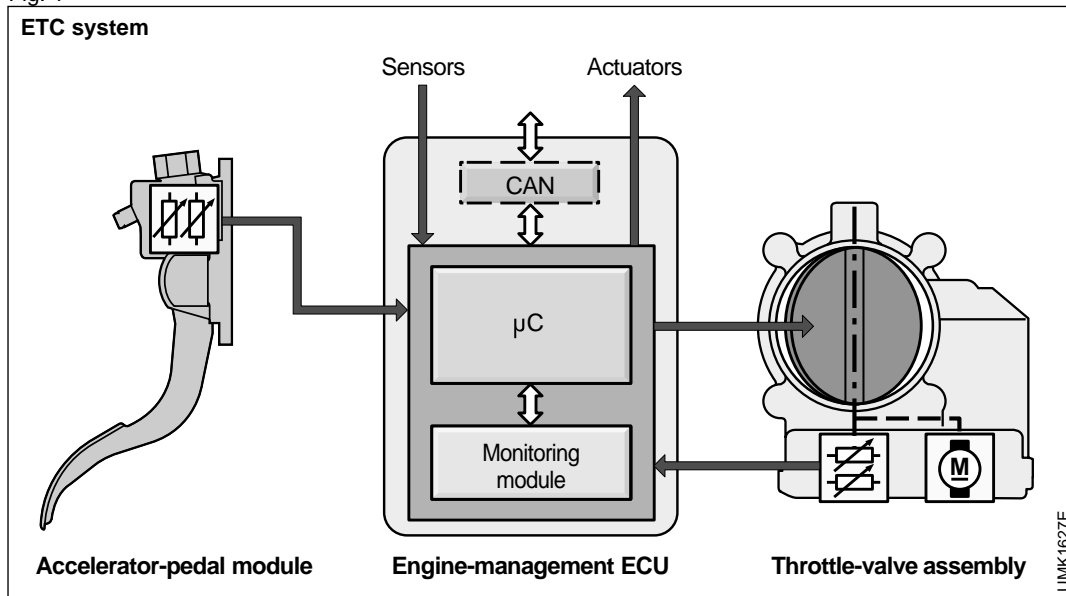 ETC system
Sensors
Actuators
CAN
µC
Monitoring
module
M
Accelerator-pedal module
Engine-management ECU
Throttle-valve assembly
UMK1627E